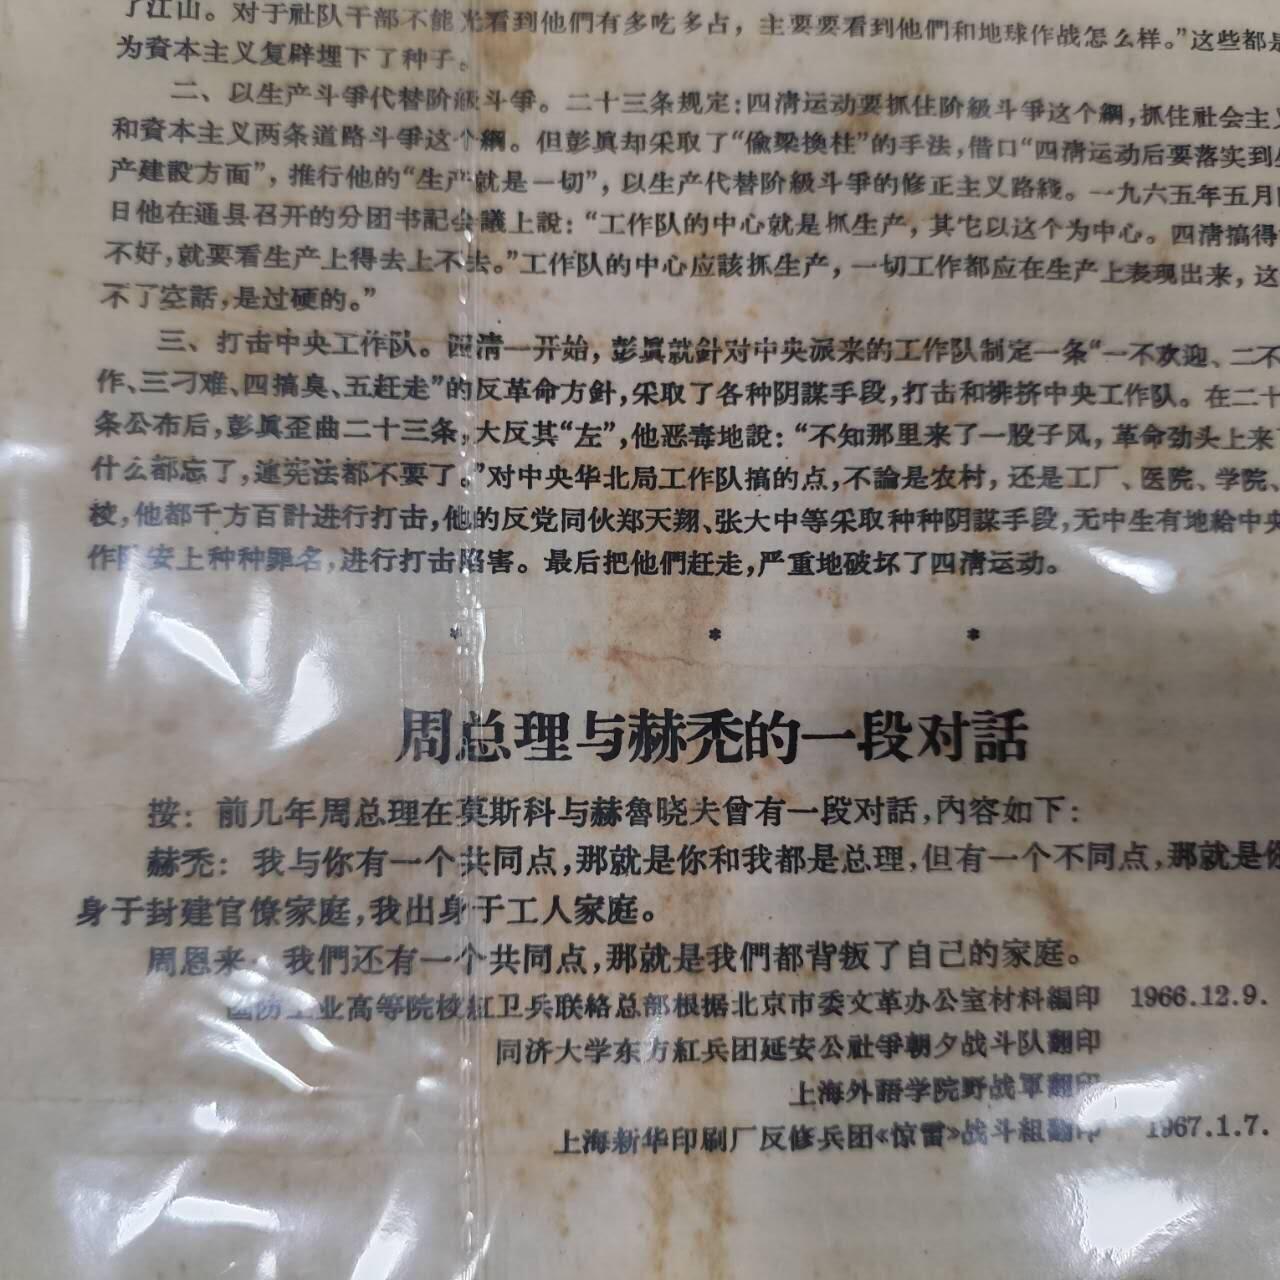 了江山。对于社队干部不能光看到他們有多吃多占，主要要看到他們和地球作战怎么样。”这些都是
为資本主义复辟埋下了种子。
二、以生产斗爭代替阶級斗爭。二十三条规定：四清运动要抓住阶級斗爭这个綱，抓住社会主义
和資本主义两条道路斗爭这个綱。但彭眞却采取了“偷梁換柱”的手法，借口“四清运动后要落实到生
产建設方面”，推行他的“生产就是一切”，以生产代替阶級斗爭的修正主义路綫。一九六五年五月
日他在通县召开的分团书記会議上說：“工作队的中心就是抓生产，其它以这个为中心。四清搞得
不好，就要看生产上得去上不去。”工作队的中心应該抓生产，一切工作都应在生产上表現出来，这
不了空話，是过硬的。”
三、打击中央工作队。四清一开始，彭眞就針对中央派来的工作队制定一条“一不欢迎、二不
作、三刁难、四搞臭、五赶走”的反革命方針，采取了各种阴謀手段，打击和排挤中央工作队。在二十
条公布后，彭眞歪曲二十三条，大反其“左”，他恶毒地說：“不知那里来了一股子风，革命劲头上来了
什么都忘了，連宪法都不要了。”对中央华北局工作队搞的点，不論是农村，还是工厂、医院、学院、
校，他都千方百計进行打击，他的反党同伙郑天翔、张大中等采取种种阴謀手段，无中生有地給中央
作队安上种种罪名，进行打击陷害。最后把他們赶走，严重地破坏了四清运动。
* * *
周总理与赫禿的一段对話
按：前几年周总理在莫斯科与赫魯晓夫曾有一段对話，內容如下：
赫禿：我与你有一个共同点，那就是你和我都是总理，但有一个不同点，那就是你
身于封建官僚家庭，我出身于工人家庭。
周恩来：我們还有一个共同点，那就是我們都背叛了自己的家庭。
国防工业高等院校紅卫兵联絡总部根据北京市委文革办公室材料編印 1966.12.9.
同济大学东方紅兵团延安公社爭朝夕战斗队翻印
上海外語学院野战軍翻印
上海新华印刷厂反修兵团《惊雷》战斗組翻印 1967.1.7.